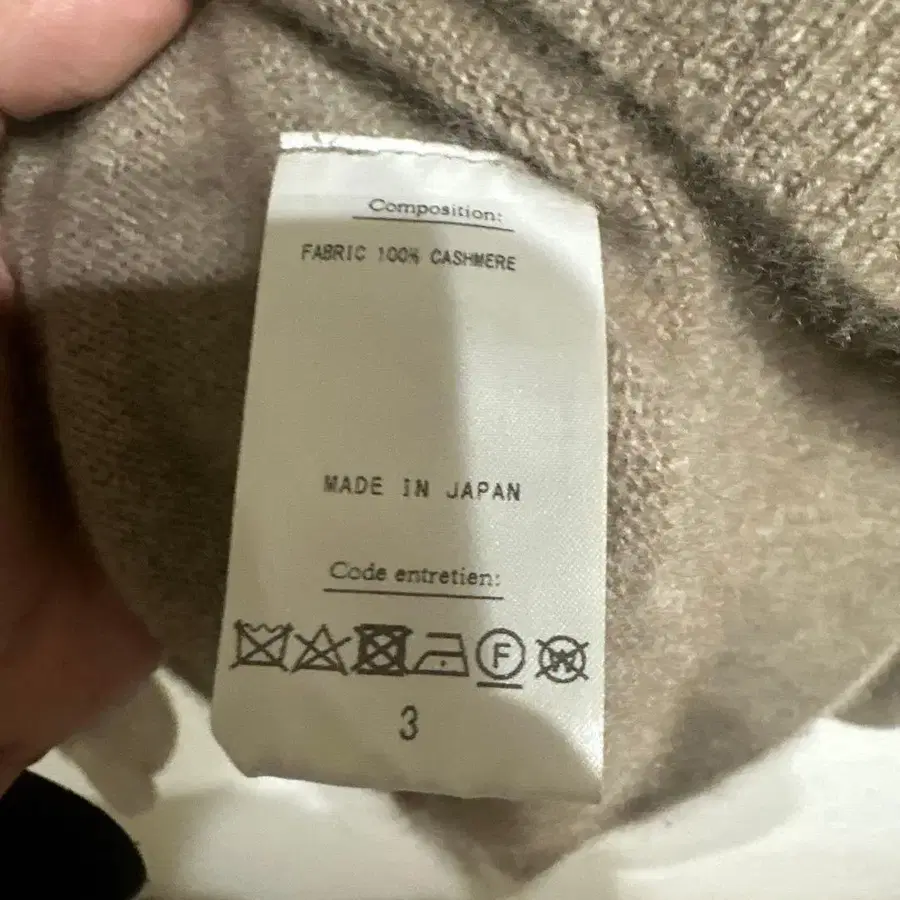 Composition:
FABRIC 100% CASHMERE
MADE IN JAPAN
Code entretien:
F W
3